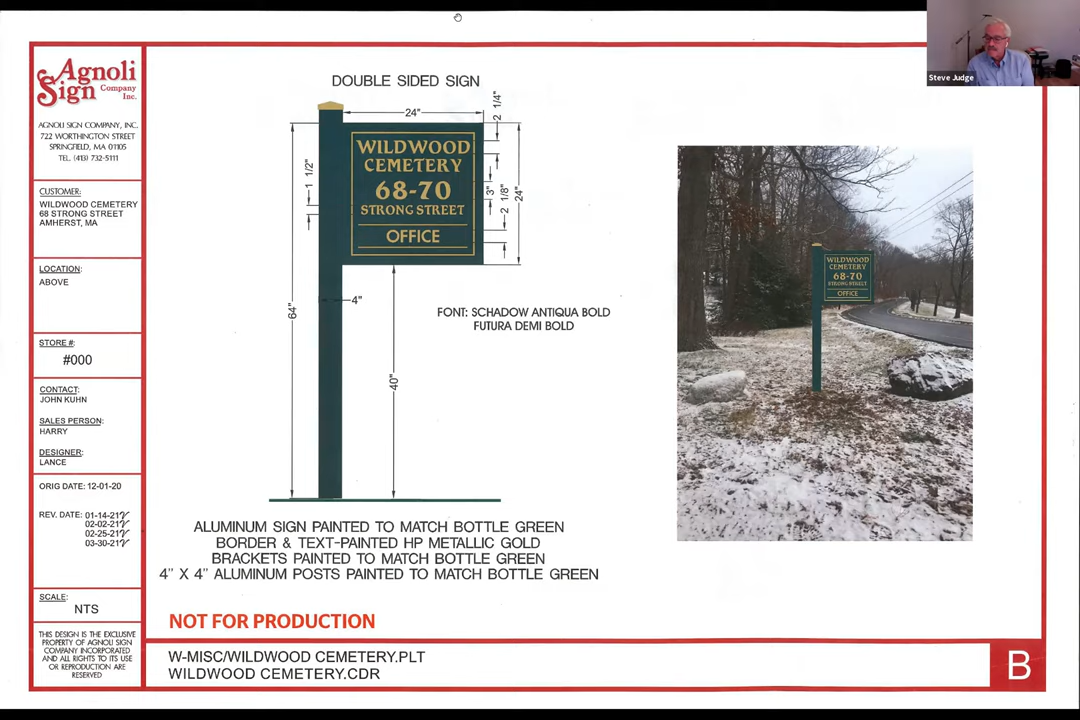 Steve Judge
Agnoli
Sign Company
Inc.
AGNOLI SIGN COMPANY, INC.
722 WORTHINGTON STREET
SPRINGFIELD, MA 01105
TEL. (413) 732-5111
CUSTOMER:
WILDWOOD CEMETERY
68 STRONG STREET
AMHERST, MA
LOCATION:
ABOVE
STORE #:
#000
CONTACT:
JOHN KUHN
SALES PERSON:
HARRY
DESIGNER:
LANCE
ORIG DATE: 12-01-20
REV. DATE: 01-14-21
02-02-21
02-25-21
03-30-21
SCALE:
NTS
THIS DESIGN IS THE EXCLUSIVE
PROPERTY OF AGNOLI SIGN
COMPANY INCORPORATED
AND ALL RIGHTS TO ITS USE
OR REPRODUCTION ARE
RESERVED
DOUBLE SIDED SIGN
24"
2 1/4"
1 1/2"
3"
2 1/8"
24"
64"
4"
40"
WILDWOOD
CEMETERY
68-70
STRONG STREET
OFFICE
FONT: SCHADOW ANTIQUA BOLD
FUTURA DEMI BOLD
WILDWOOD
CEMETERY
68-70
STRONG STREET
OFFICE
ALUMINUM SIGN PAINTED TO MATCH BOTTLE GREEN
BORDER & TEXT-PAINTED HP METALLIC GOLD
BRACKETS PAINTED TO MATCH BOTTLE GREEN
4" X 4" ALUMINUM POSTS PAINTED TO MATCH BOTTLE GREEN
NOT FOR PRODUCTION
W-MISC/WILDWOOD CEMETERY.PLT
WILDWOOD CEMETERY.CDR
B